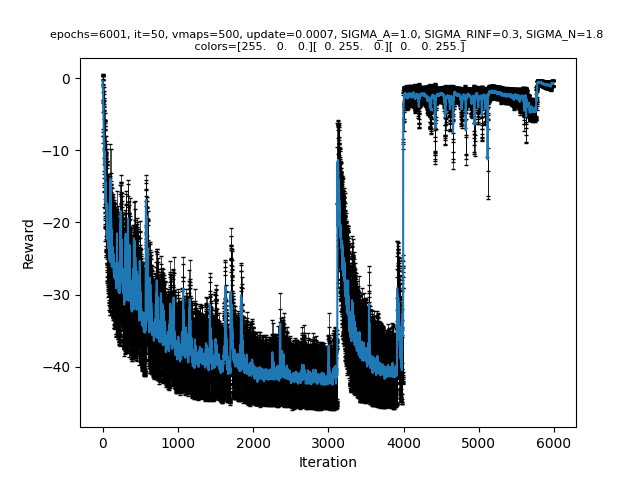 epochs=6001, it=50, vmaps=500, update=0.0007, SIGMA_A=1.0, SIGMA_RINF=0.3, SIGMA_N=1.8
colors=[255. 0. 0.][ 0. 255. 0.][ 0. 0. 255.]
0
−10
−20
−30
−40
Reward
0 1000 2000 3000 4000 5000 6000
Iteration